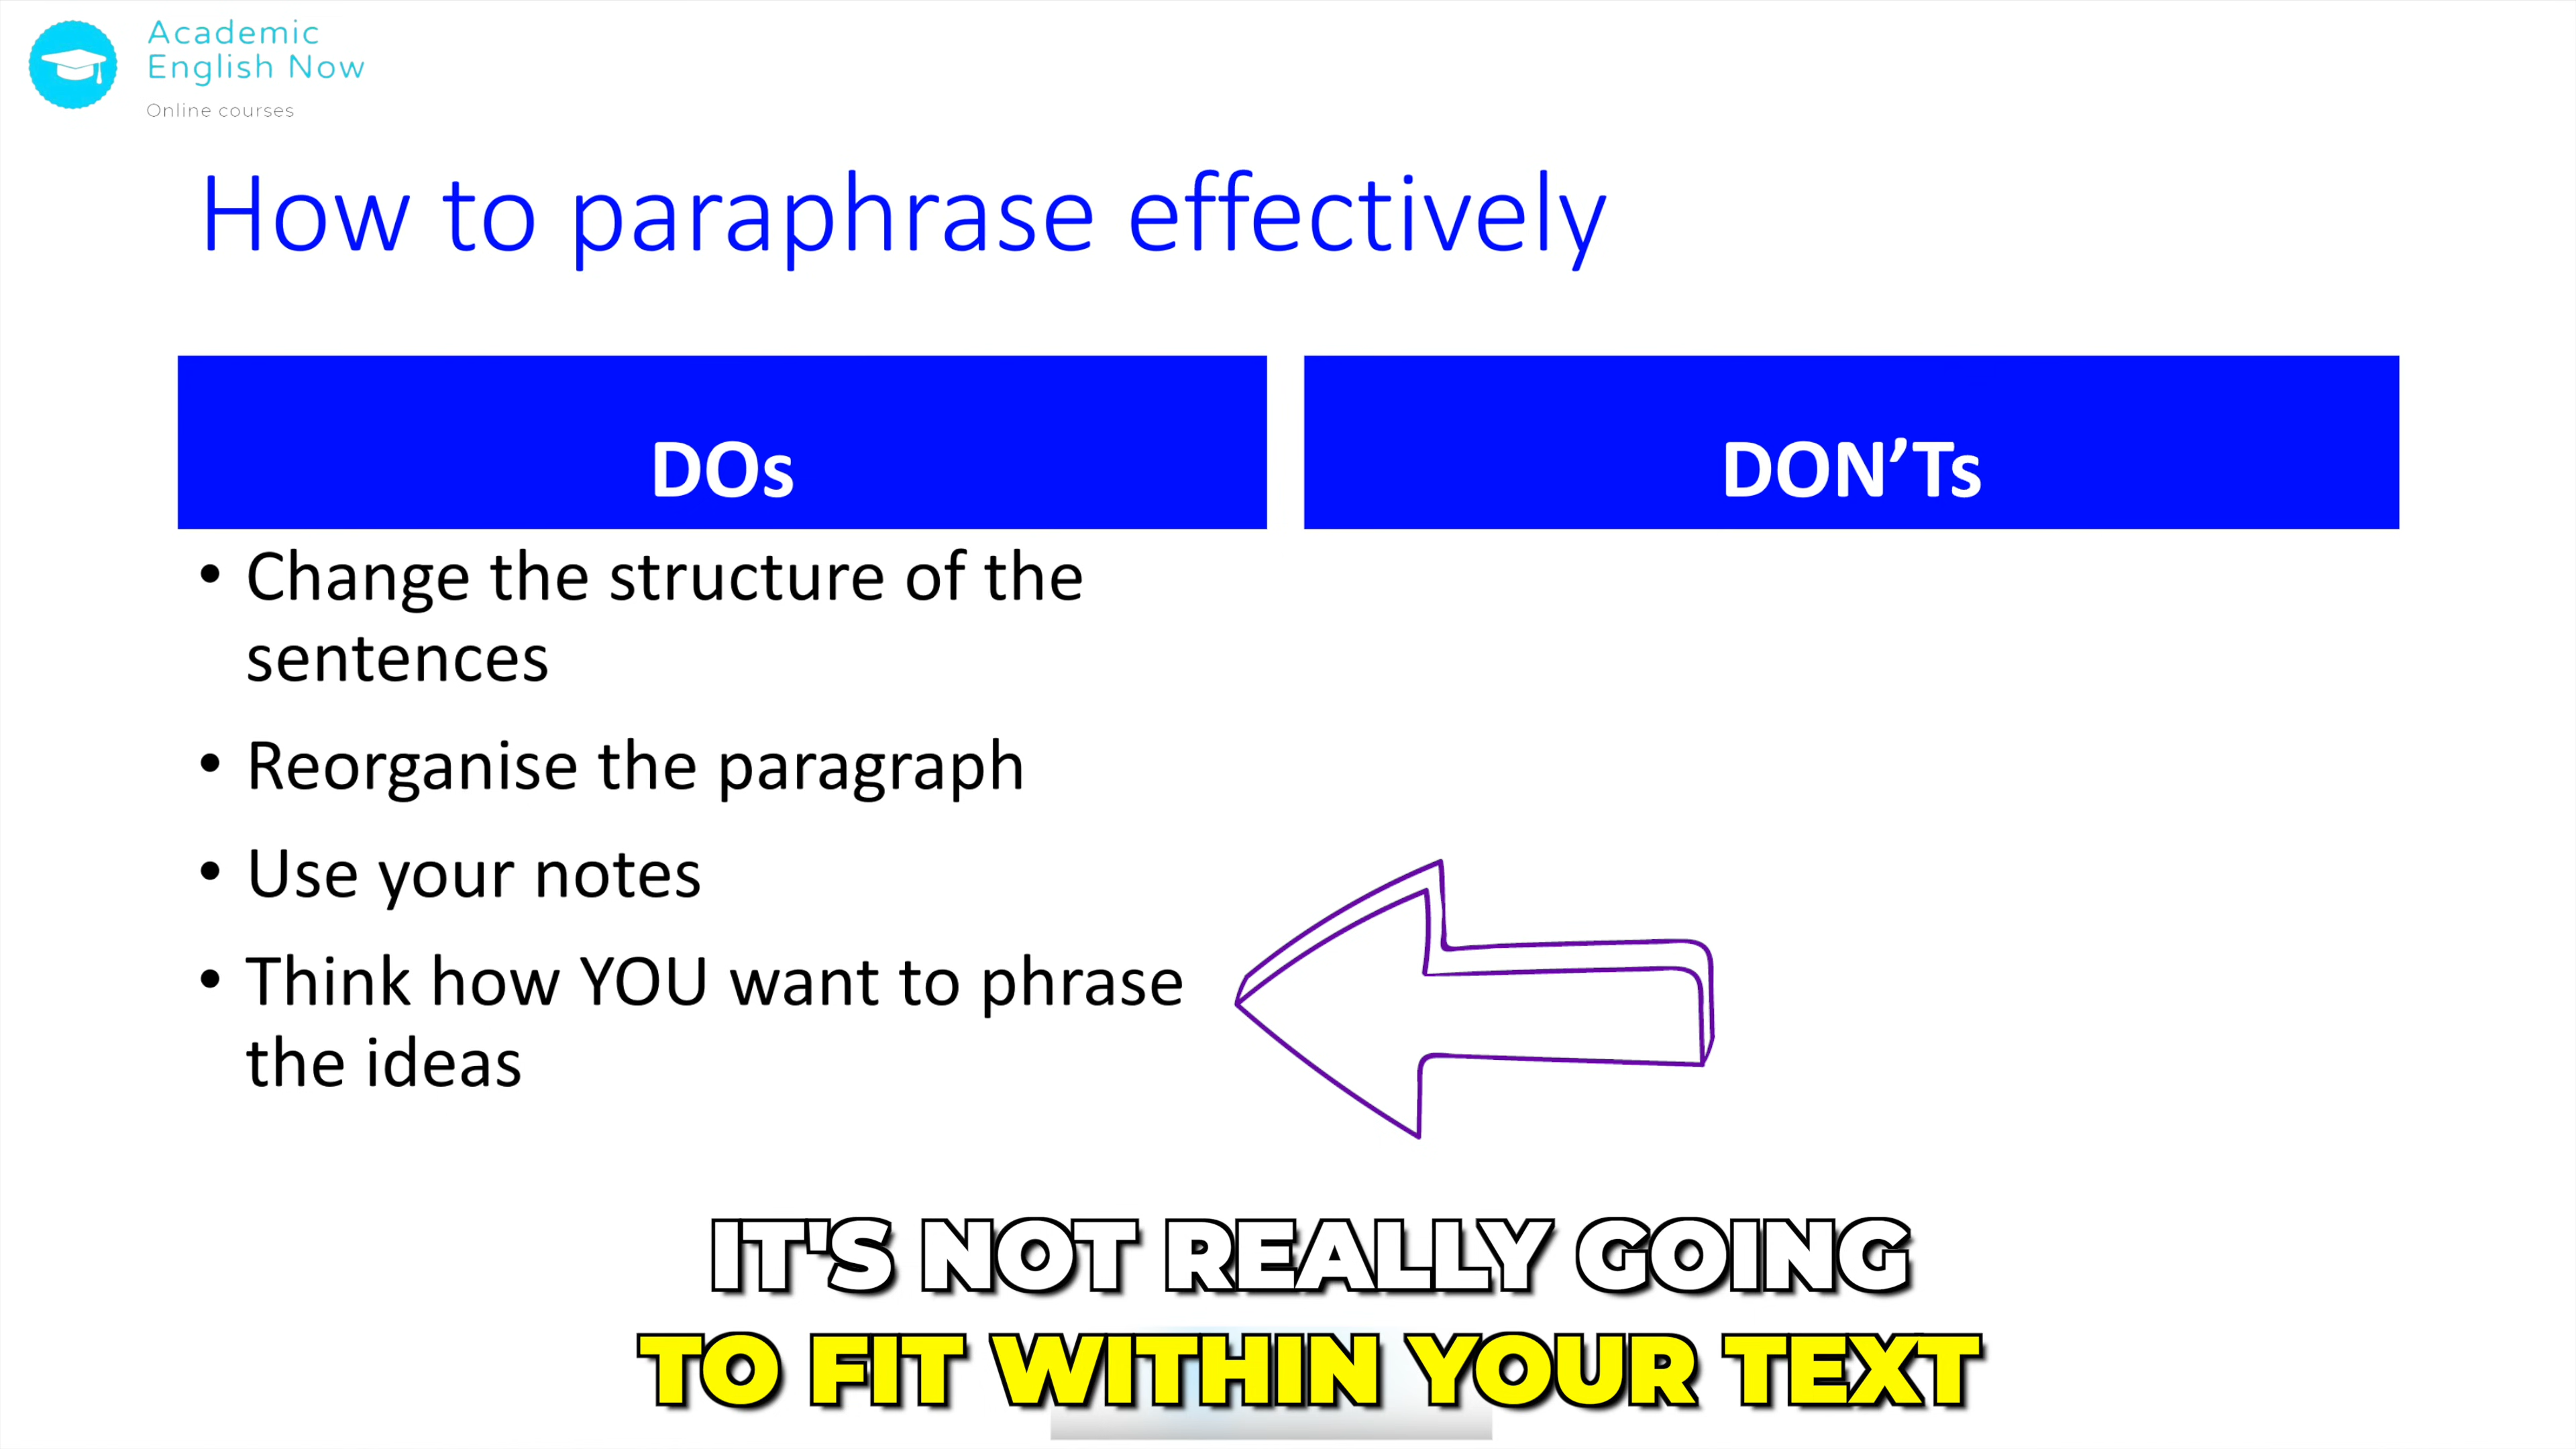 Academic
English Now
Online courses
How to paraphrase effectively
DOs
DON’Ts
• Change the structure of the
sentences
• Reorganise the paragraph
• Use your notes
• Think how YOU want to phrase
the ideas
IT'S NOT REALLY GOING
TO FIT WITHIN YOUR TEXT